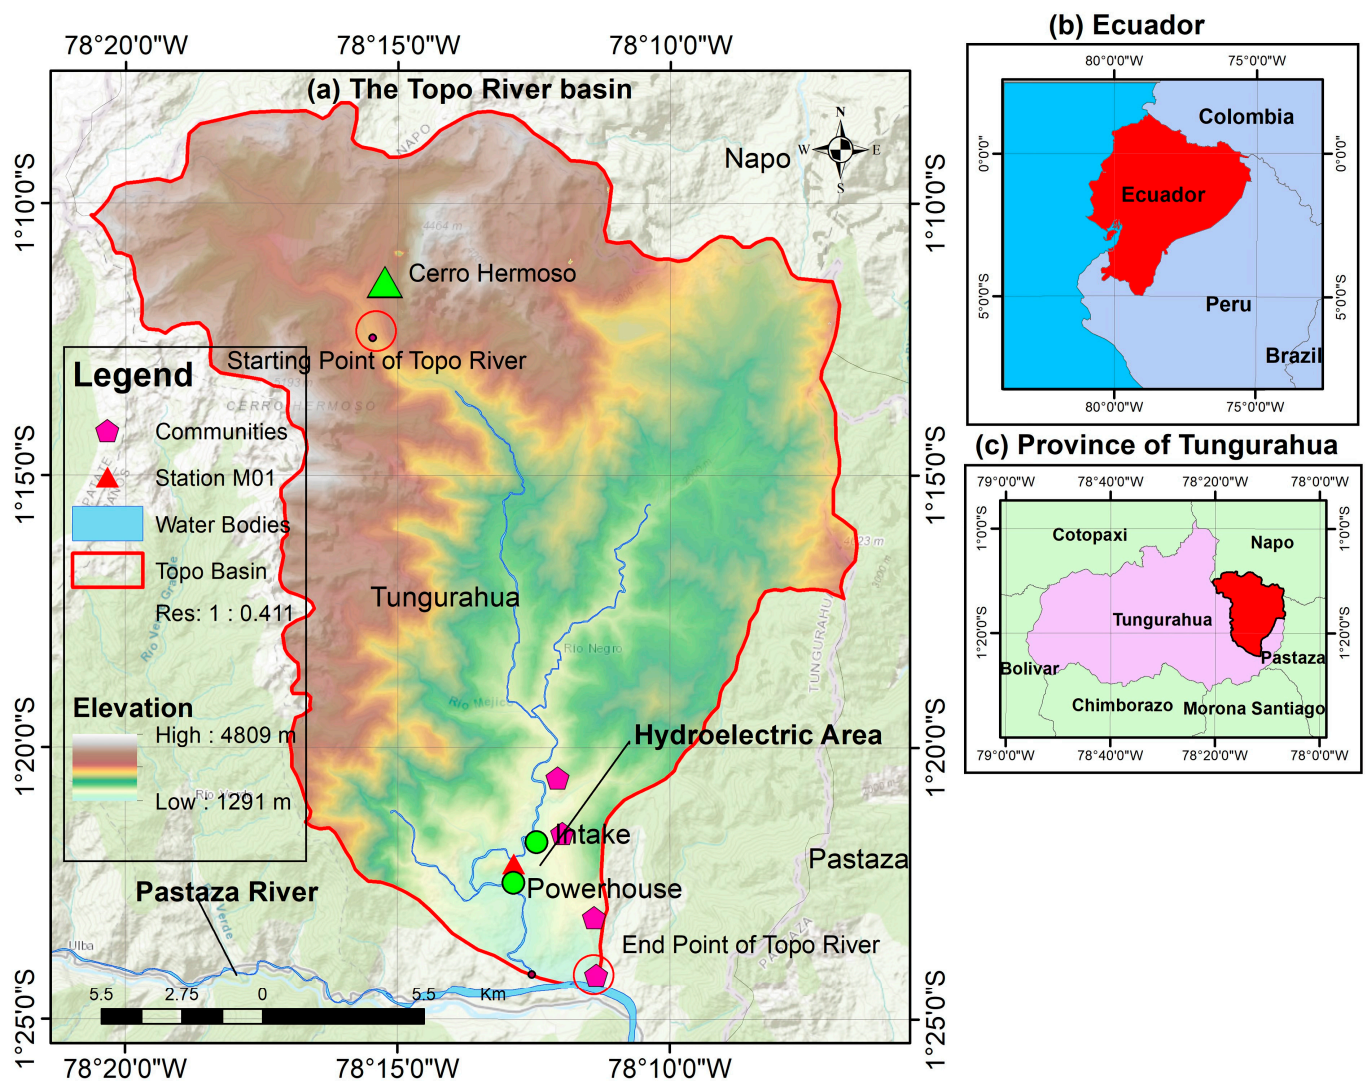 (b) Ecuador
78°20'0"W
78°15'0"W
78°10'0"W
(a) The Topo River basin
NAPO
Napo
N
W
E
S
1°10'0"S
1°10'0"S
4464 m
Cerro Hermoso
Starting Point of Topo River
CERRO HERMOSO
Legend
Communities
Station M01
Water Bodies
Topo Basin
Res: 1 : 0.411
Elevation
High : 4809 m
Low : 1291 m
1°15'0"S
1°15'0"S
Tungurahua
Río Negro
TUNGURAHU
3000 m
Río Verde Grande
1°20'0"S
1°20'0"S
Hydroelectric Area
Intake
Powerhouse
Pastaza
PASTAZA
Pastaza River
Verde
Ulba
End Point of Topo River
5.5
2.75
0
5.5
Km
1°25'0"S
1°25'0"S
78°20'0"W
78°15'0"W
78°10'0"W
80°0'0"W
75°0'0"W
Colombia
0°0'0"
0°0'0"
Ecuador
5°0'0"S
5°0'0"S
Peru
Brazil
80°0'0"W
75°0'0"W
(c) Province of Tungurahua
79°0'0"W
78°40'0"W
78°20'0"W
78°0'0"W
1°0'0"S
1°0'0"S
Cotopaxi
Napo
Tungurahua
1°20'0"S
1°20'0"S
Pastaza
Bolivar
Chimborazo
Morona Santiago
79°0'0"W
78°40'0"W
78°20'0"W
78°0'0"W